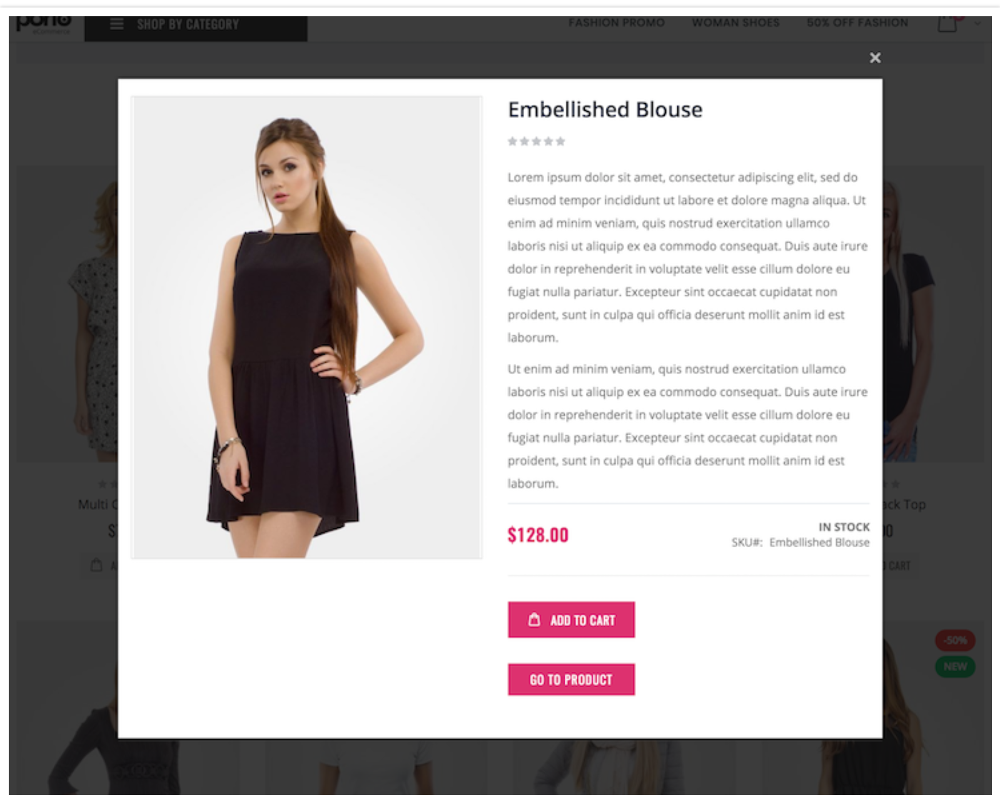 porto
eCommerce
SHOP BY CATEGORY
FASHION PROMO
WOMAN SHOES
50% OFF FASHION
Embellished Blouse
Lorem ipsum dolor sit amet, consectetur adipiscing elit, sed do
eiusmod tempor incididunt ut labore et dolore magna aliqua. Ut
enim ad minim veniam, quis nostrud exercitation ullamco
laboris nisi ut aliquip ex ea commodo consequat. Duis aute irure
dolor in reprehenderit in voluptate velit esse cillum dolore eu
fugiat nulla pariatur. Excepteur sint occaecat cupidatat non
proident, sunt in culpa qui officia deserunt mollit anim id est
laborum.
Ut enim ad minim veniam, quis nostrud exercitation ullamco
laboris nisi ut aliquip ex ea commodo consequat. Duis aute irure
dolor in reprehenderit in voluptate velit esse cillum dolore eu
fugiat nulla pariatur. Excepteur sint occaecat cupidatat non
proident, sunt in culpa qui officia deserunt mollit anim id est
laborum.
Multi
Top
$128.00
IN STOCK
SKU#: Embellished Blouse
CART
ADD TO CART
GO TO PRODUCT
-50%
NEW